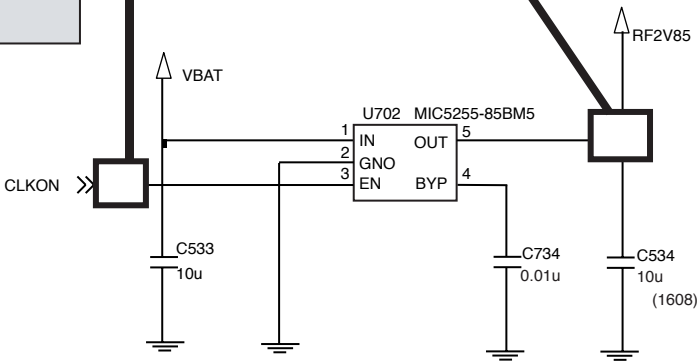 RF2V85
VBAT
U702 MIC5255-85BM5
1 IN OUT 5
2 GNO
3 EN BYP 4
CLKON
C533
10u
C734
0.01u
C534
10u
(1608)